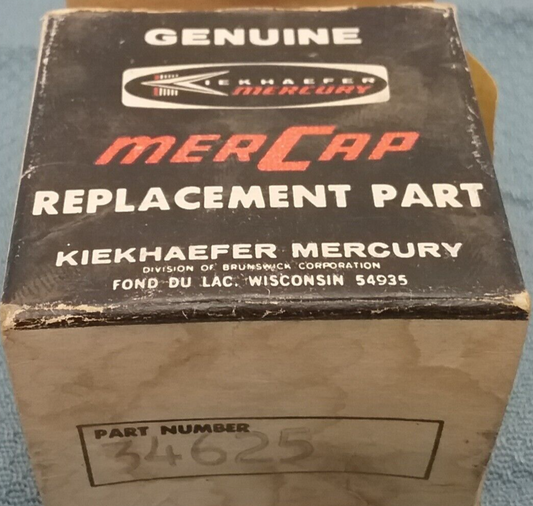 GENUINE
KIEKHAEFER
MERCURY
MERCAP
REPLACEMENT PART
KIEKHAEFER MERCURY
DIVISION OF BRUNSWICK CORPORATION
FOND DU LAC, WISCONSIN 54935
PART NUMBER
34625